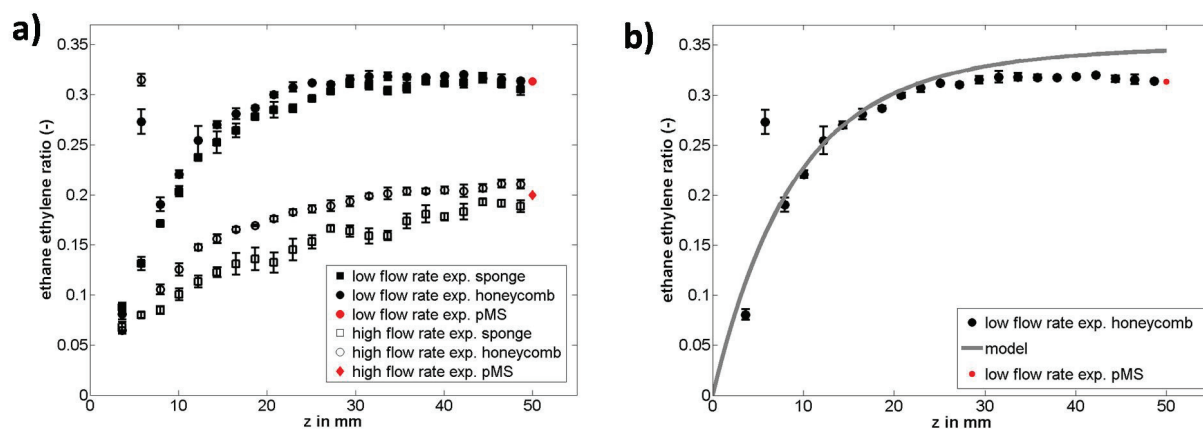 a)
ethane ethylene ratio (-)
0.35
0.3
0.25
0.2
0.15
0.1
0.05
0
0 10 20 30 40 50
z in mm
low flow rate exp. sponge
low flow rate exp. honeycomb
low flow rate exp. pMS
high flow rate exp. sponge
high flow rate exp. honeycomb
high flow rate exp. pMS
b)
ethane ethylene ratio (-)
0.35
0.3
0.25
0.2
0.15
0.1
0.05
0
0 10 20 30 40 50
z in mm
low flow rate exp. honeycomb
model
low flow rate exp. pMS